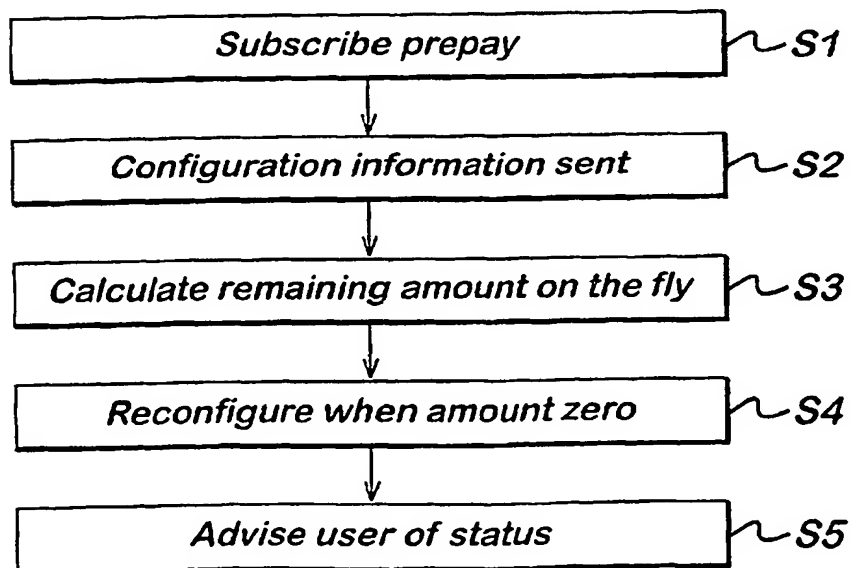 Subscribe prepay S1
Configuration information sent S2
Calculate remaining amount on the fly S3
Reconfigure when amount zero S4
Advise user of status S5